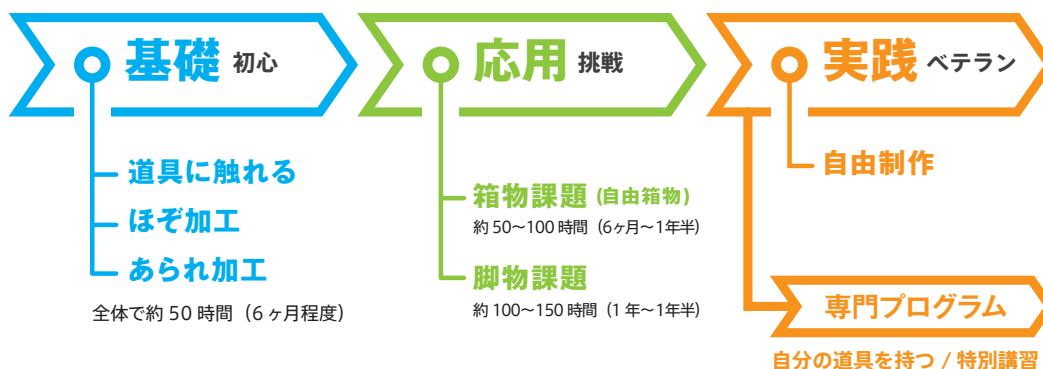 基礎 初心
道具に触れる
ほぞ加工
あられ加工
全体で約 50 時間（6 ヶ月程度）
応用 挑戦
箱物課題 (自由箱物)
約 50〜100 時間（6ヶ月〜1年半）
脚物課題
約 100〜150 時間（1 年〜1年半）
実践 ベテラン
自由制作
専門プログラム
自分の道具を持つ / 特別講習